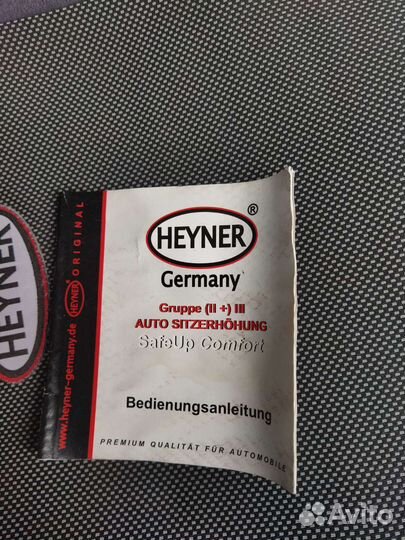 HEYNER
®
Germany
Gruppe (II +) III
AUTO SITZERHÖHUNG
SafeUp Comfort
Bedienungsanleitung
PREMIUM QUALITÄT FÜR AUTOMOBILE
www.heyner-germany.de HEYNER ORIGINAL
HEYNER
Avito